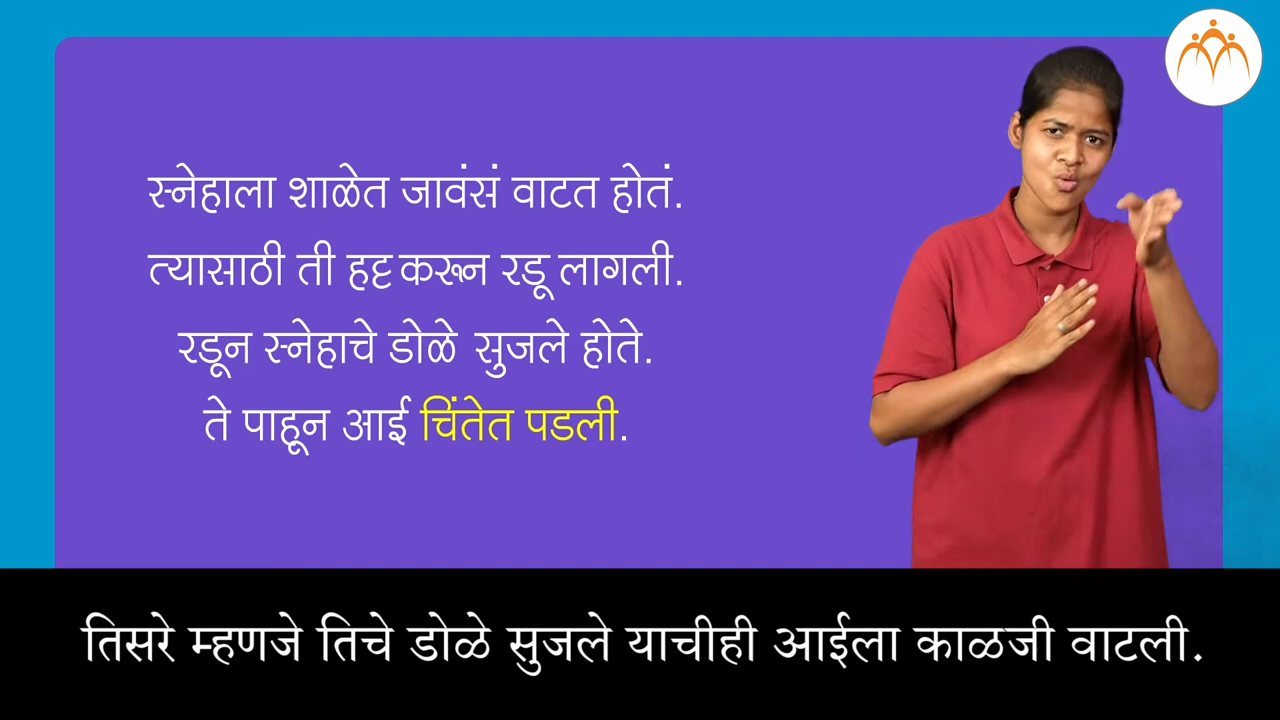 स्नेहाला शाळेत जावंसं वाटत होतं.
त्यासाठी ती हट्ट करून रडू लागली.
रडून स्नेहाचे डोळे सुजले होते.
ते पाहून आई चिंतेत पडली.
तिसरे म्हणजे तिचे डोळे सुजले याचीही आईला काळजी वाटली.